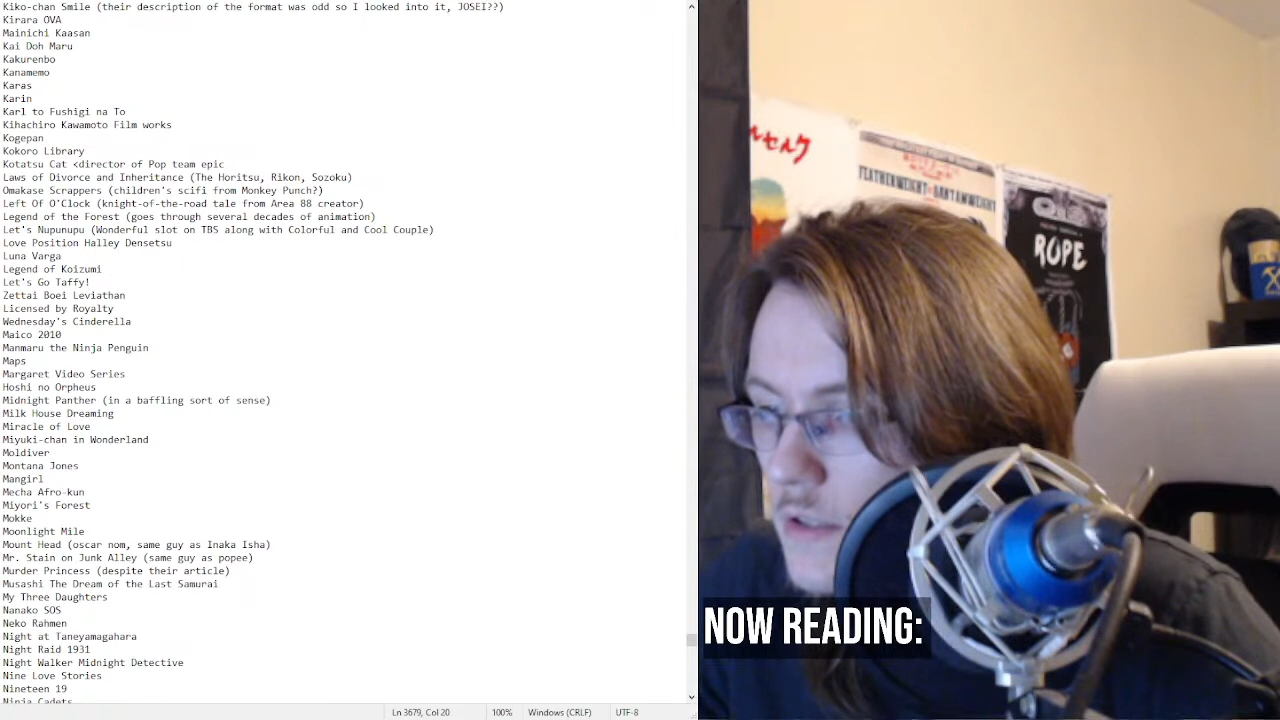 Kiko-chan Smile (their description of the format was odd so I looked into it, JOSEI??)
Kirara OVA
Mainichi Kaasan
Kai Doh Maru
Kakurenbo
Kanamemo
Karas
Karin
Karl to Fushigi na To
Kihachiro Kawamoto Film works
Kogepan
Kokoro Library
Kotatsu Cat <director of Pop team epic
Laws of Divorce and Inheritance (The Horitsu, Rikon, Sozoku)
Omakase Scrappers (children's scifi from Monkey Punch?)
Left Of O'Clock (knight-of-the-road tale from Area 88 creator)
Legend of the Forest (goes through several decades of animation)
Let's Nupunupu (Wonderful slot on TBS along with Colorful and Cool Couple)
Love Position Halley Densetsu
Luna Varga
Legend of Koizumi
Let's Go Taffy!
Zettai Boei Leviathan
Licensed by Royalty
Wednesday's Cinderella
Maico 2010
Manmaru the Ninja Penguin
Maps
Margaret Video Series
Hoshi no Orpheus
Midnight Panther (in a baffling sort of sense)
Milk House Dreaming
Miracle of Love
Miyuki-chan in Wonderland
Moldiver
Montana Jones
Mangirl
Mecha Afro-kun
Miyori's Forest
Mokke
Moonlight Mile
Mount Head (oscar nom, same guy as Inaka Isha)
Mr. Stain on Junk Alley (same guy as popee)
Murder Princess (despite their article)
Musashi The Dream of the Last Samurai
My Three Daughters
Nanako SOS
Neko Rahmen
Night at Taneyamagahara
Night Raid 1931
Night Walker Midnight Detective
Nine Love Stories
Nineteen 19
Ninja Cadets
Ln 3679, Col 20
100%
Windows (CRLF)
UTF-8
ルセルク
FEATHERWEIGHT
BANTAMWEIGHT
ROPE
NOW READING: